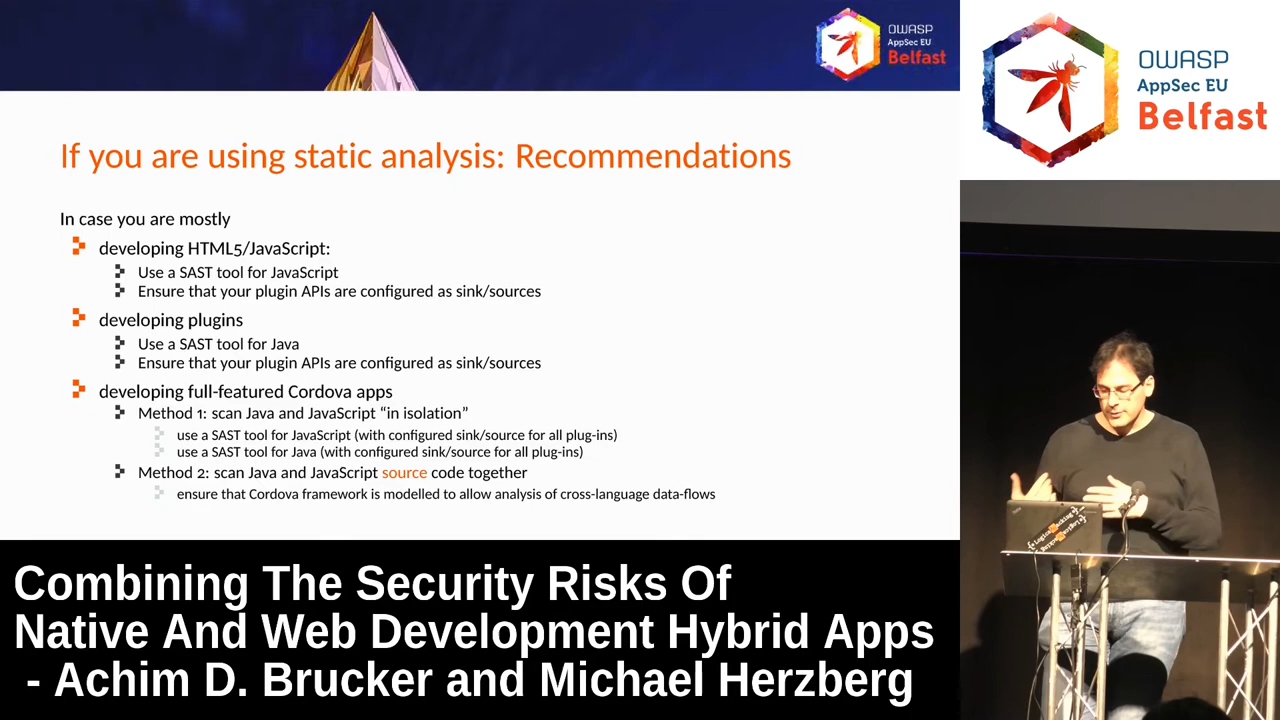 OWASP
AppSec EU
Belfast
OWASP
AppSec EU
Belfast
If you are using static analysis: Recommendations
In case you are mostly
developing HTML5/JavaScript:
Use a SAST tool for JavaScript
Ensure that your plugin APIs are configured as sink/sources
developing plugins
Use a SAST tool for Java
Ensure that your plugin APIs are configured as sink/sources
developing full-featured Cordova apps
Method 1: scan Java and JavaScript “in isolation”
use a SAST tool for JavaScript (with configured sink/source for all plug-ins)
use a SAST tool for Java (with configured sink/source for all plug-ins)
Method 2: scan Java and JavaScript source code together
ensure that Cordova framework is modelled to allow analysis of cross-language data-flows
Combining The Security Risks Of
Native And Web Development Hybrid Apps
- Achim D. Brucker and Michael Herzberg